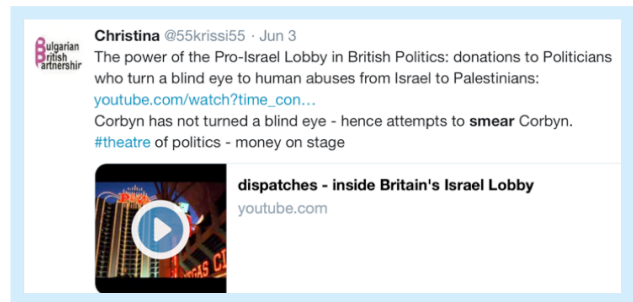 Bulgarian
British
Partnership
Christina @55krissi55 · Jun 3
The power of the Pro-Israel Lobby in British Politics: donations to Politicians
who turn a blind eye to human abuses from Israel to Palestinians:
youtube.com/watch?time_con…
Corbyn has not turned a blind eye - hence attempts to smear Corbyn.
#theatre of politics - money on stage
dispatches - inside Britain's Israel Lobby
youtube.com